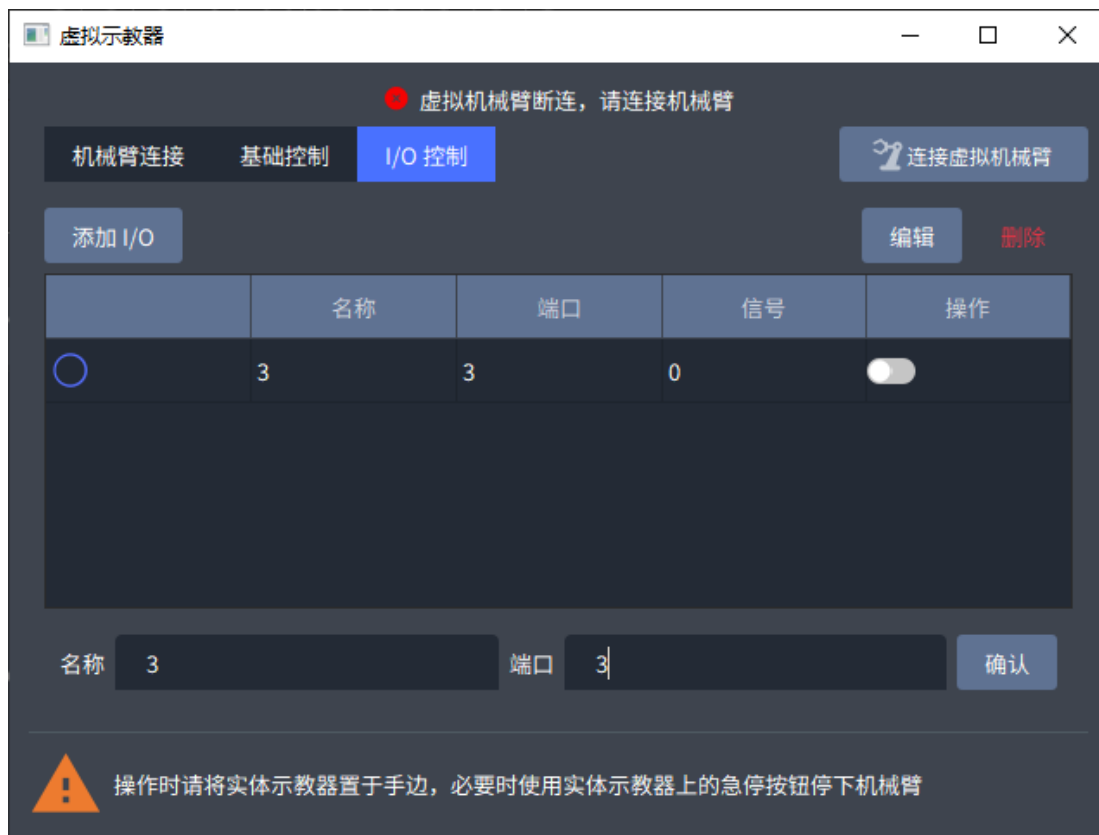 虚拟示教器
虚拟机械臂断连，请连接机械臂
机械臂连接 基础控制 I/O 控制 连接虚拟机械臂
添加 I/O 编辑 删除
名称 端口 信号 操作
3 3 0
名称 3 端口 3 确认
操作时请将实体示教器置于手边，必要时使用实体示教器上的急停按钮停下机械臂